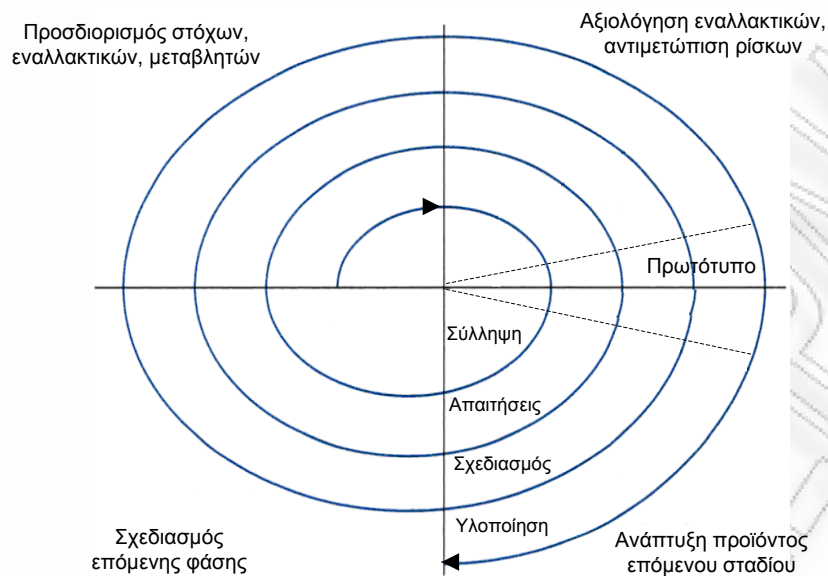 Προσδιορισμός στόχων,
εναλλακτικών, μεταβλητών
Αξιολόγηση εναλλακτικών,
αντιμετώπιση ρίσκων
Πρωτότυπο
Σύλληψη
Απαιτήσεις
Σχεδιασμός
Υλοποίηση
Σχεδιασμός
επόμενης φάσης
Ανάπτυξη προϊόντος
επόμενου σταδίου